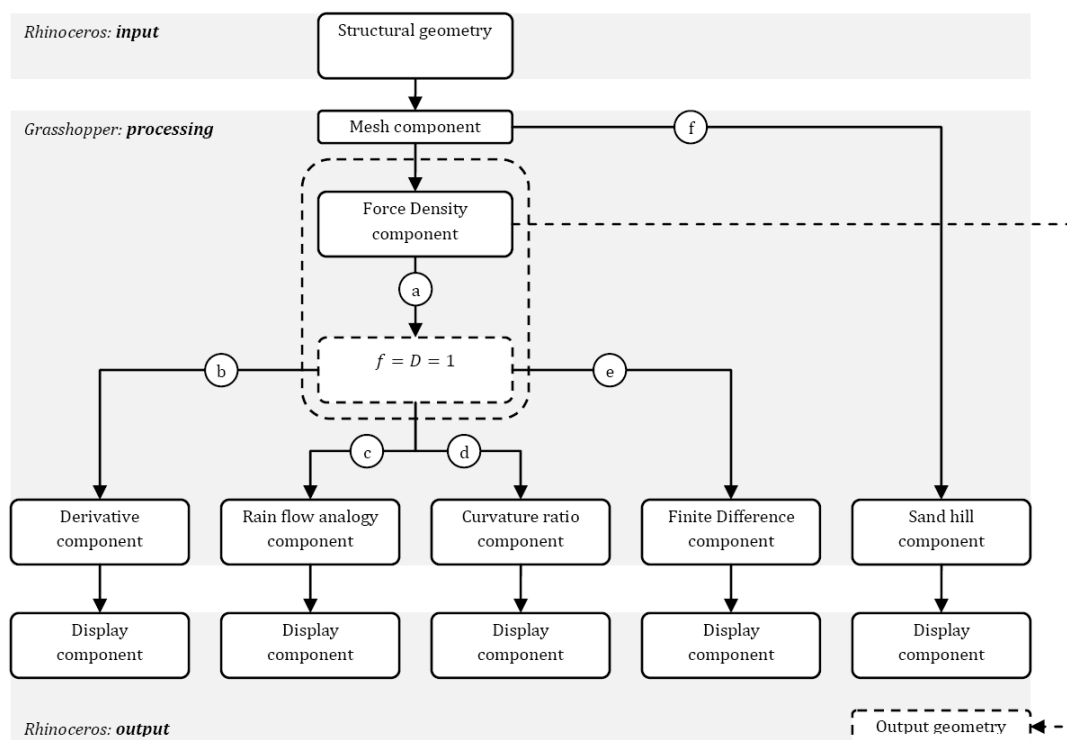 Rhinoceros: input
Structural geometry
Grasshopper: processing
Mesh component
f
Force Density
component
a
f = D = 1
b
e
c
d
Derivative
component
Rain flow analogy
component
Curvature ratio
component
Finite Difference
component
Sand hill
component
Display
component
Display
component
Display
component
Display
component
Display
component
Rhinoceros: output
Output geometry